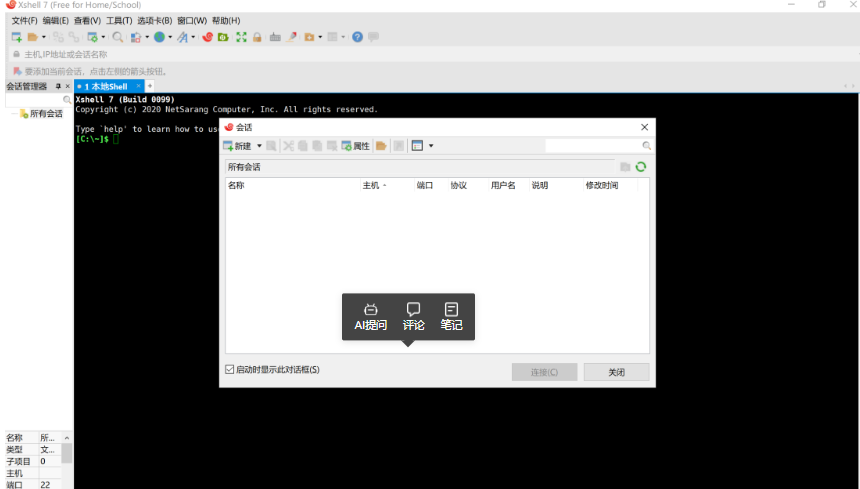 Xshell 7 (Free for Home/School)
文件(F) 编辑(E) 查看(V) 工具(T) 选项卡(B) 窗口(W) 帮助(H)
主机,IP地址或会话名称
要添加当前会话，点击左侧的箭头按钮。
会话管理器
1 本地Shell
所有会话
Xshell 7 (Build 0099)
Copyright (c) 2020 NetSarang Computer, Inc. All rights reserved.
Type `help' to learn how to us
[C:\~]$
会话
新建
属性
所有会话
名称 主机 端口 协议 用户名 说明 修改时间
AI提问 评论 笔记
启动时显示此对话框(S)
连接(C) 关闭
名称 所...
类型 文...
子项目 0
主机
端口 22